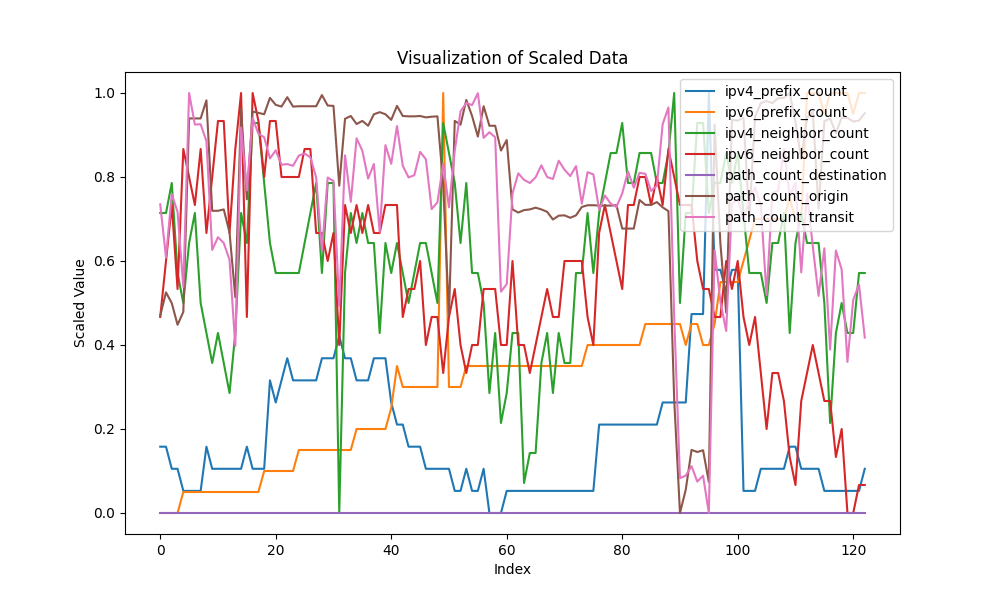 Visualization of Scaled Data
1.0
0.8
0.6
0.4
0.2
0.0
Scaled Value
ipv4_prefix_count
ipv6_prefix_count
ipv4_neighbor_count
ipv6_neighbor_count
path_count_destination
path_count_origin
path_count_transit
0 20 40 60 80 100 120
Index